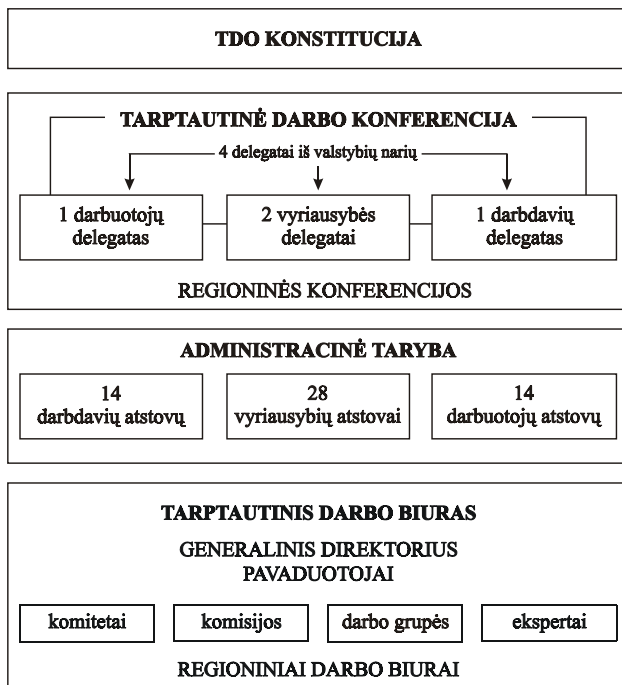 TDO KONSTITUCIJA
TARPTAUTINĖ DARBO KONFERENCIJA
4 delegatai iš valstybių narių
1 darbuotojų
delegatas
2 vyriausybės
delegatai
1 darbdavių
delegatas
REGIONINĖS KONFERENCIJOS
ADMINISTRACINĖ TARYBA
14
darbdavių atstovų
28
vyriausybių atstovai
14
darbuotojų atstovų
TARPTAUTINIS DARBO BIURAS
GENERALINIS DIREKTORIUS
PAVADUOTOJAI
komitetai
komisijos
darbo grupės
ekspertai
REGIONINIAI DARBO BIURAI